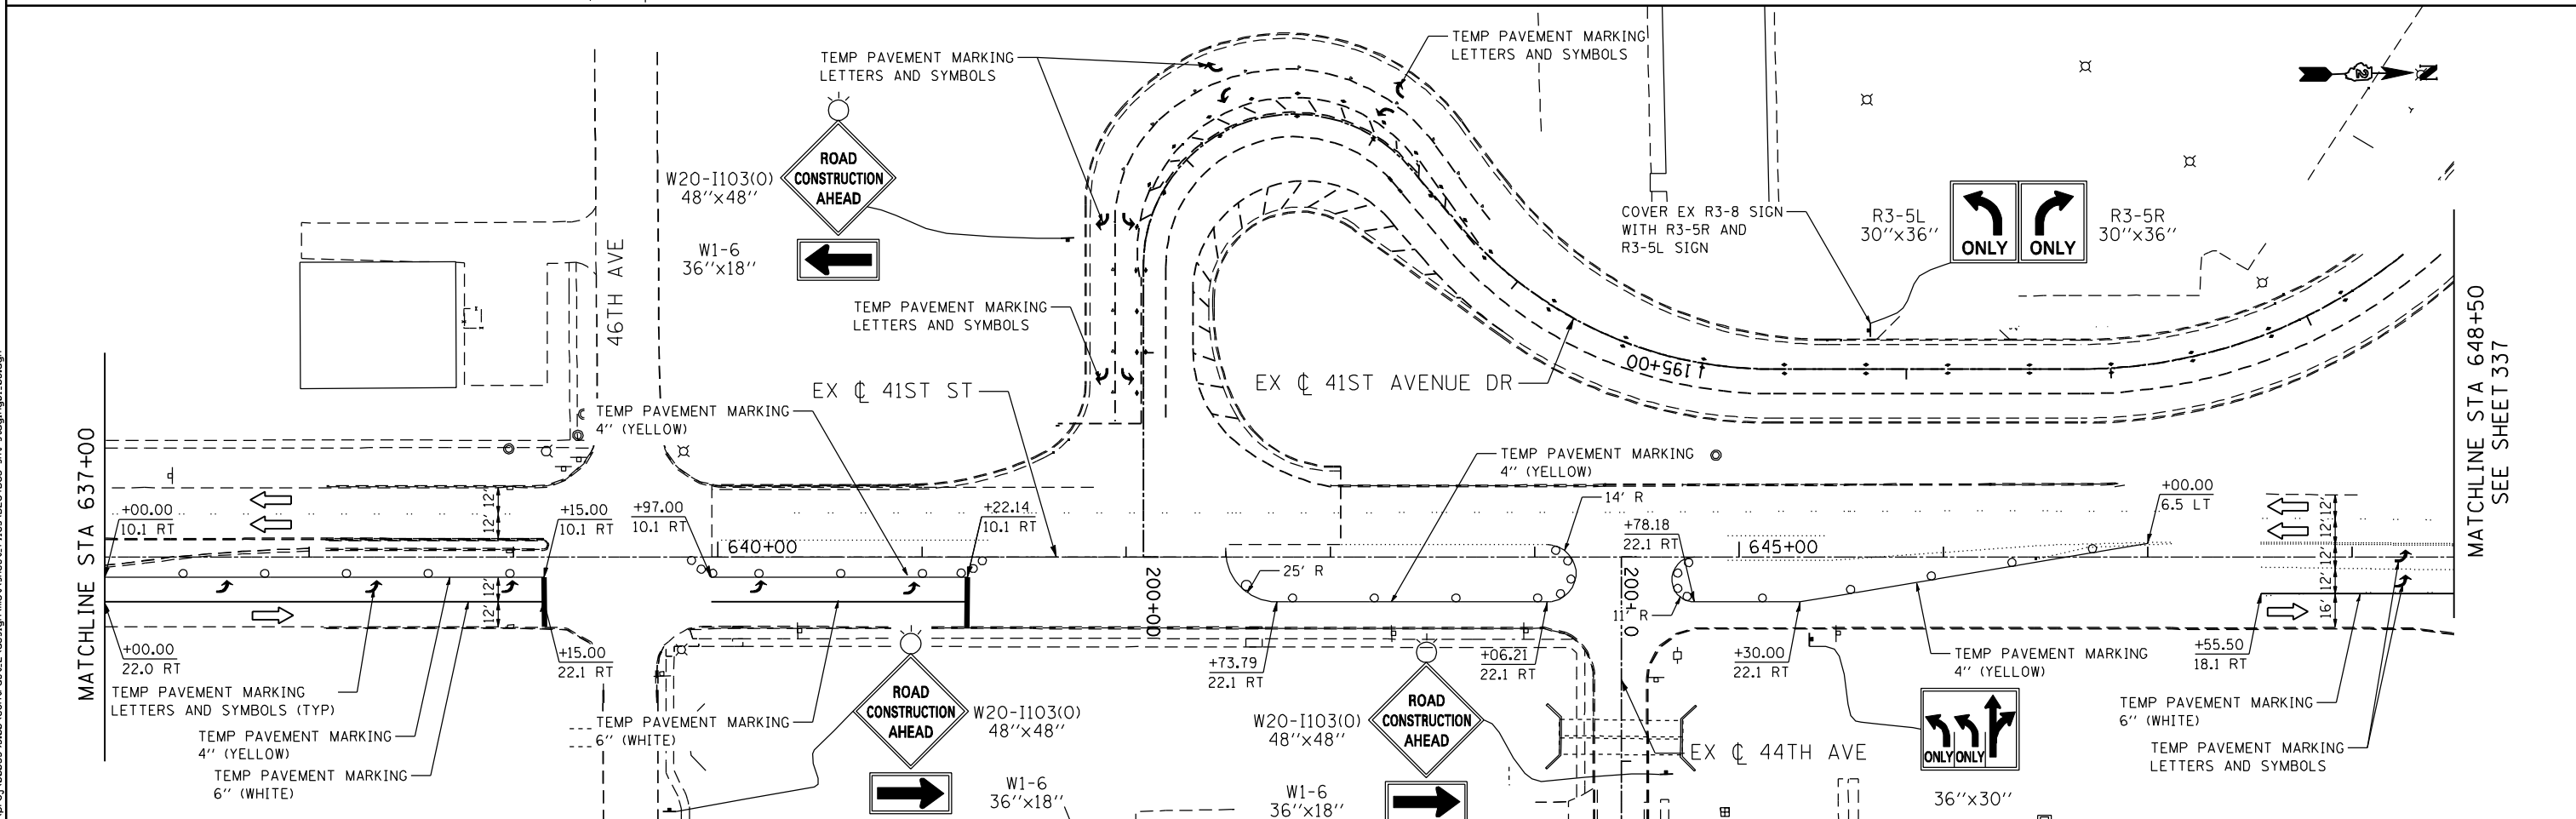 TEMP PAVEMENT MARKING
LETTERS AND SYMBOLS
TEMP PAVEMENT MARKING
LETTERS AND SYMBOLS
ROAD
CONSTRUCTION
AHEAD
W20-I103(O)
48''x48''
W1-6
36''x18''
46TH AVE
TEMP PAVEMENT MARKING
LETTERS AND SYMBOLS
COVER EX R3-8 SIGN
WITH R3-5R AND
R3-5L SIGN
R3-5L
30''x36''
ONLY
ONLY
R3-5R
30''x36''
EX ℄ 41ST ST
EX ℄ 41ST AVENUE DR
195+00
TEMP PAVEMENT MARKING
4'' (YELLOW)
TEMP PAVEMENT MARKING
4'' (YELLOW)
MATCHLINE STA 637+00
MATCHLINE STA 648+50
SEE SHEET 337
+00.00
10.1 RT
12'
12'
+15.00
10.1 RT
+97.00
10.1 RT
640+00
+22.14
10.1 RT
14' R
+78.18
22.1 RT
645+00
+00.00
6.5 LT
12'
12'
12'
12'
16'
25' R
200+00
11' R
12'
12'
+00.00
22.0 RT
+15.00
22.1 RT
+73.79
22.1 RT
+06.21
22.1 RT
+30.00
22.1 RT
TEMP PAVEMENT MARKING
4'' (YELLOW)
+55.50
18.1 RT
TEMP PAVEMENT MARKING
LETTERS AND SYMBOLS (TYP)
TEMP PAVEMENT MARKING
4'' (YELLOW)
TEMP PAVEMENT MARKING
6'' (WHITE)
TEMP PAVEMENT MARKING
6'' (WHITE)
ROAD
CONSTRUCTION
AHEAD
W20-I103(O)
48''x48''
W1-6
36''x18''
W20-I103(O)
48''x48''
ROAD
CONSTRUCTION
AHEAD
W1-6
36''x18''
EX ℄ 44TH AVE
ONLY ONLY
36''x30''
TEMP PAVEMENT MARKING
6'' (WHITE)
TEMP PAVEMENT MARKING
LETTERS AND SYMBOLS